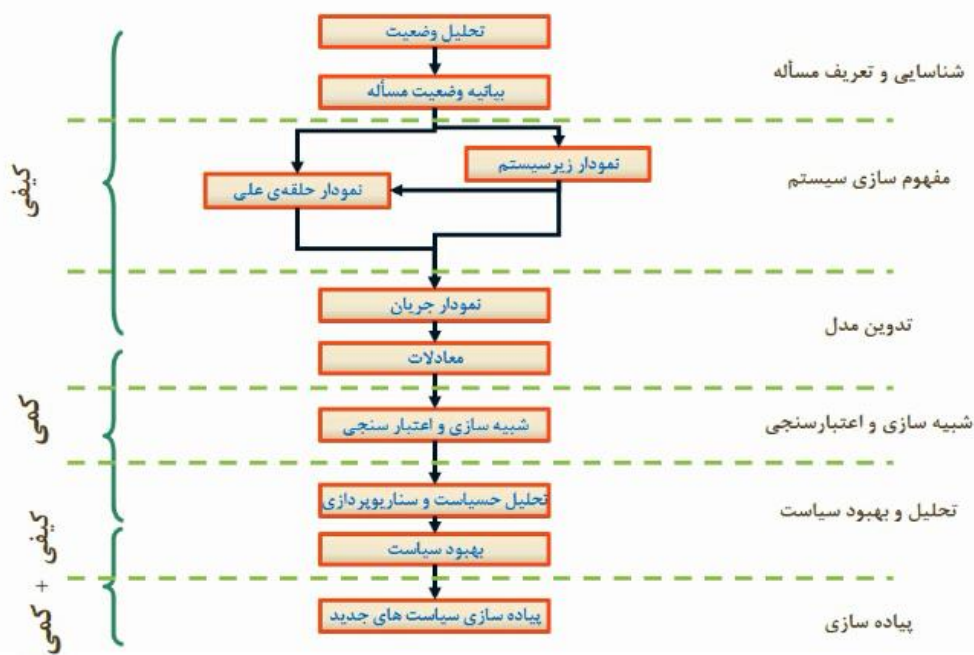 تحلیل وضعیت
شناسایی و تعریف مسأله
بیاتیه وضعیت مسأله
نمودار زیرسیستم
مفهوم سازی سیستم
نمودار حلقه‌ی علی
کیفی
نمودار جریان
تدوین مدل
معادلات
شبیه سازی و اعتبار سنجی
شبیه سازی و اعتبارسنجی
کمی
تحلیل حسیاست و سناریوپردازی
تحلیل و بهبود سیاست
بهبود سیاست
پیاده سازی سیاست های جدید
پیاده سازی
کمی + کیفی